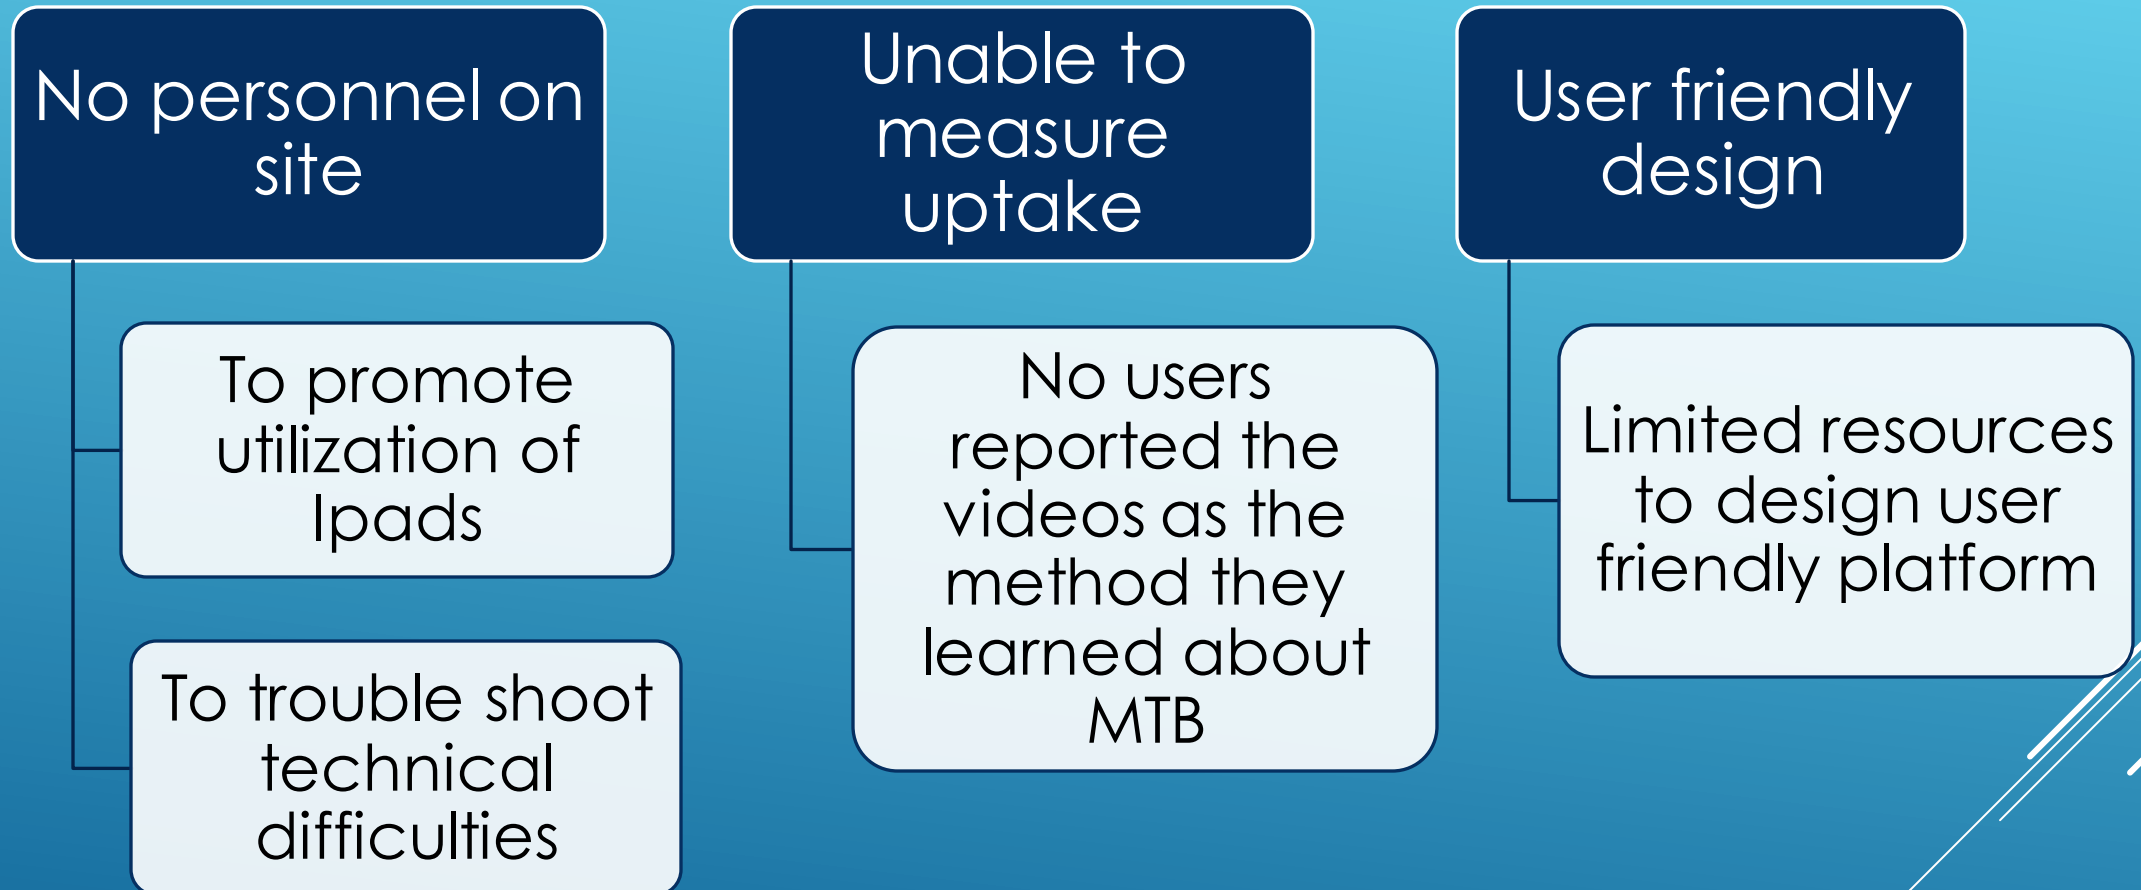 No personnel on
site
To promote
utilization of
Ipads
To trouble shoot
technical
difficulties
Unable to
measure
uptake
No users
reported the
videos as the
method they
learned about
MTB
User friendly
design
Limited resources
to design user
friendly platform